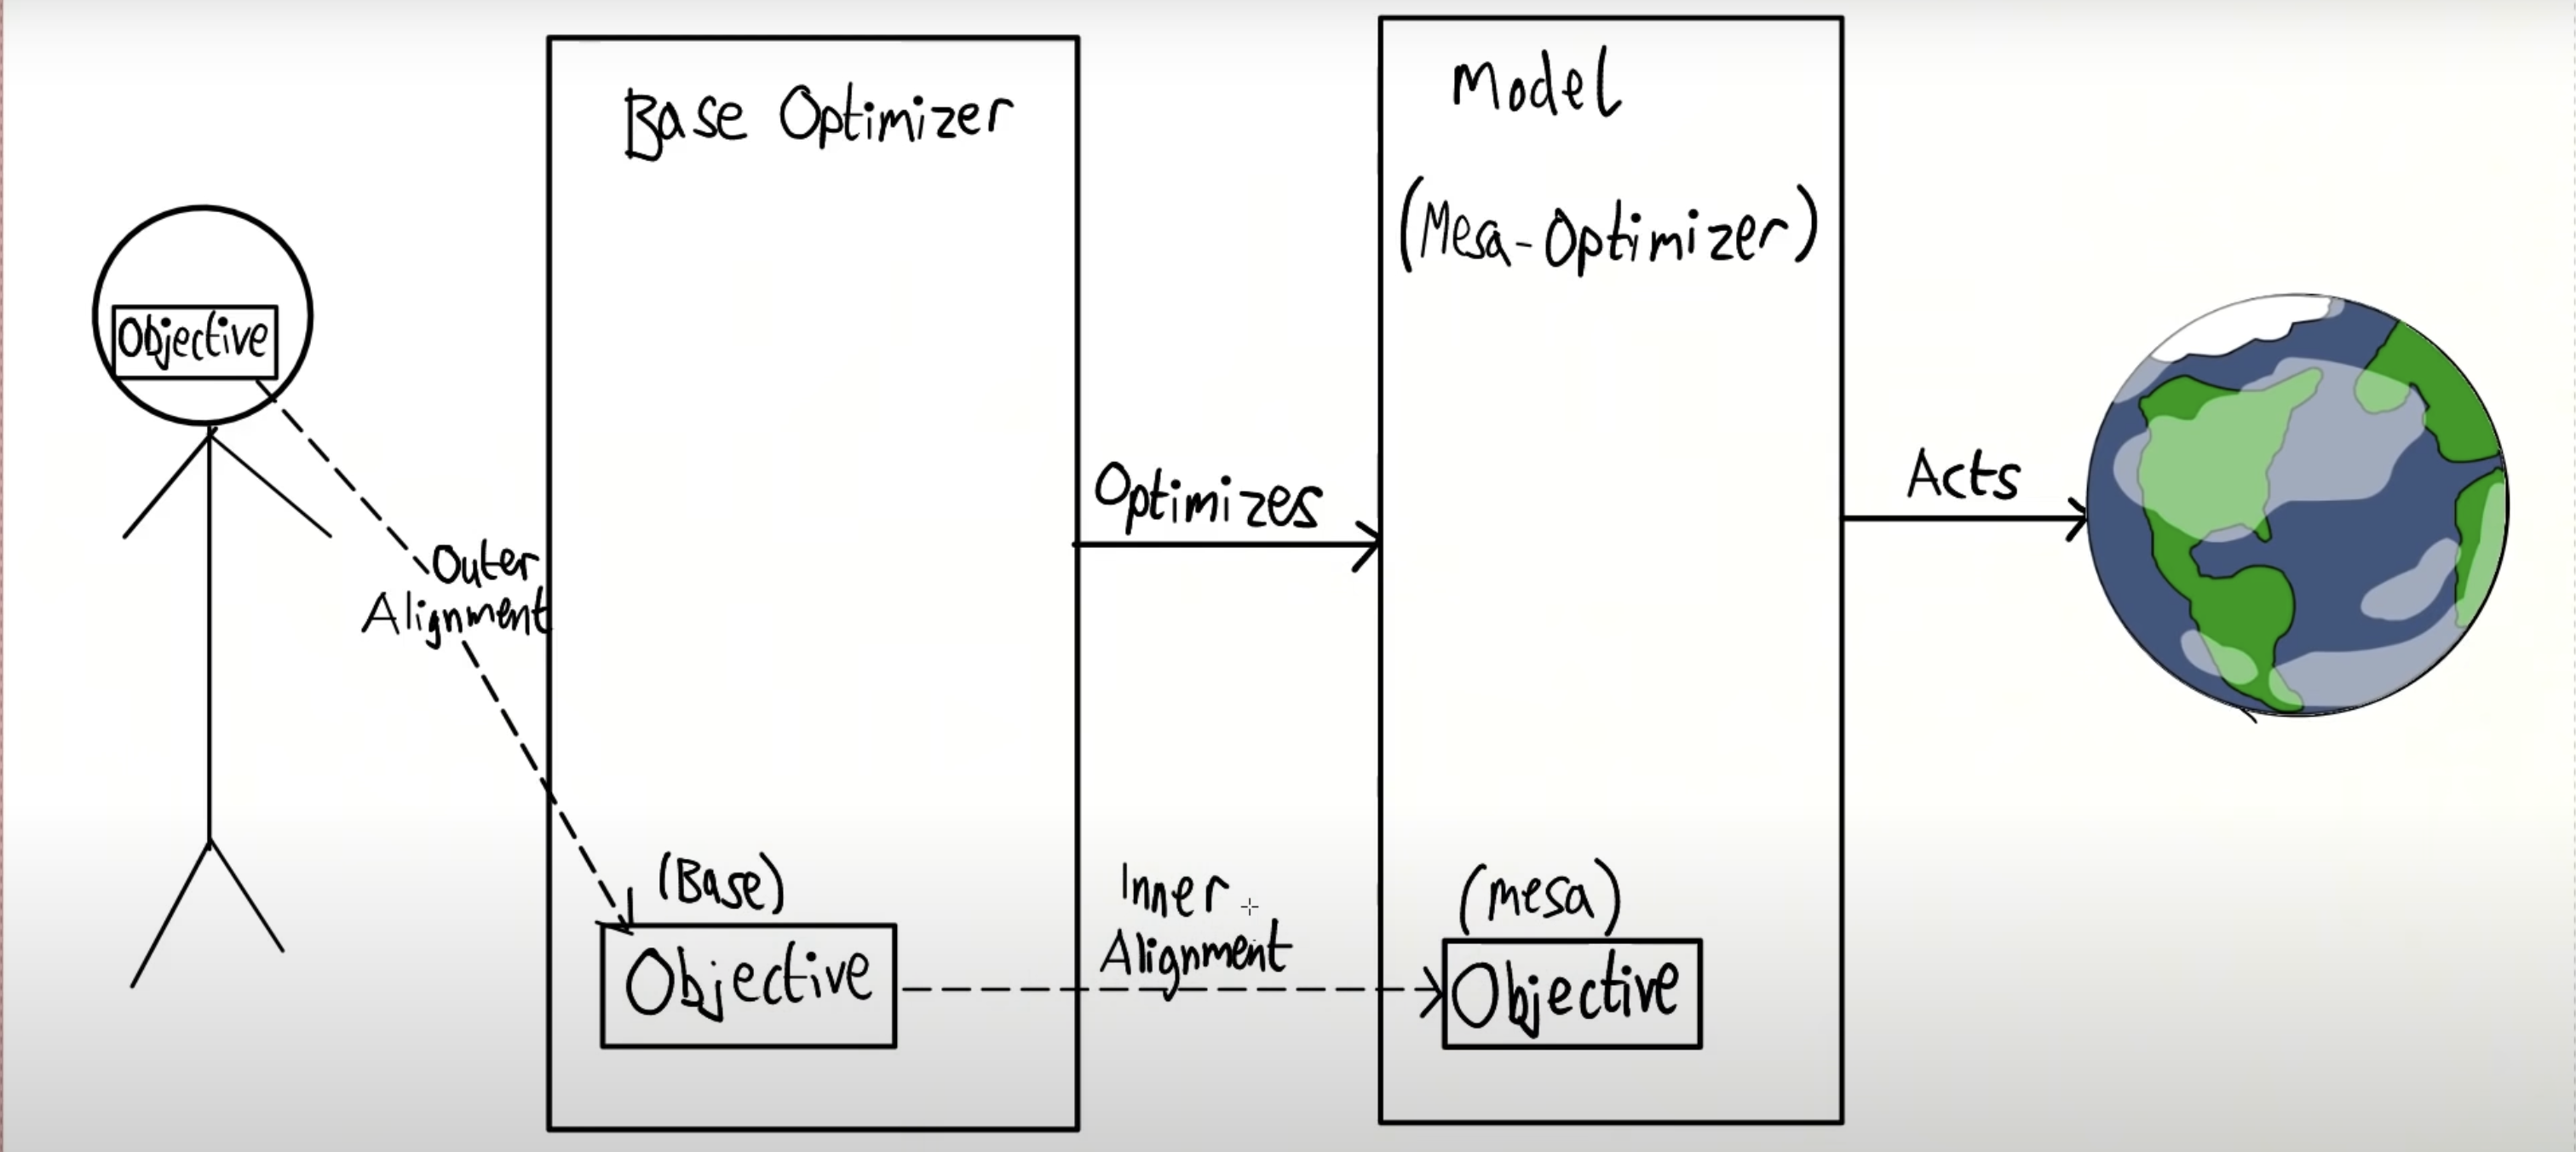 Base Optimizer
Model
(Mesa-Optimizer)
Objective
Optimizes
Acts
Outer
Alignment
(Base)
Objective
Inner
Alignment
(mesa)
Objective